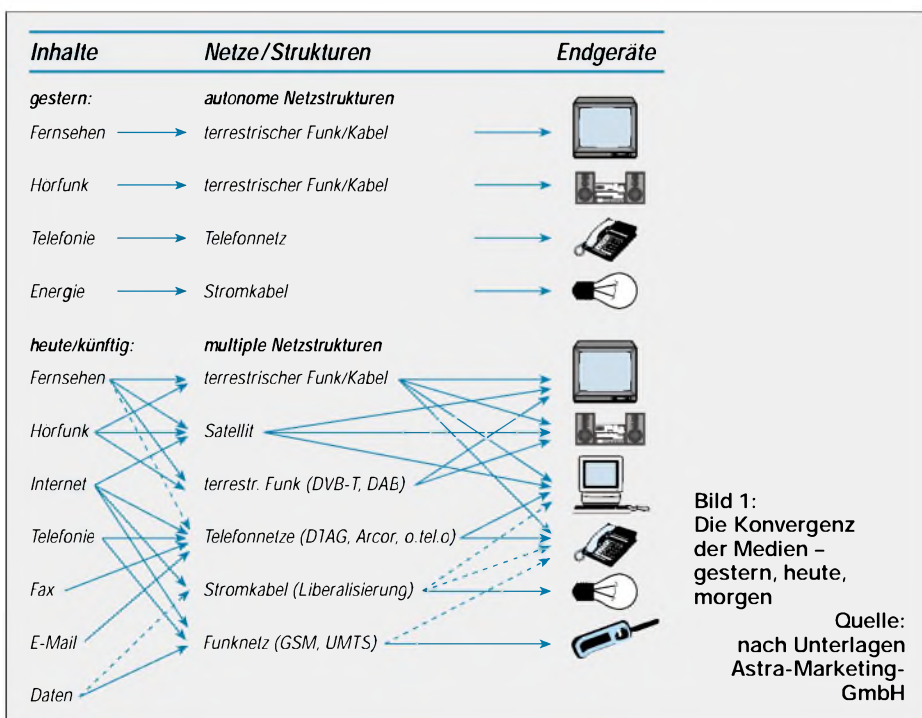 Inhalte Netze/Strukturen Endgeräte
gestern: autonome Netzstrukturen
Fernsehen terrestrischer Funk/Kabel
Hörfunk terrestrischer Funk/Kabel
Telefonie Telefonnetz
Energie Stromkabel
heute/künftig: multiple Netzstrukturen
Fernsehen terrestrischer Funk/Kabel
Hörfunk Satellit
Internet terrestr. Funk (DVB-T, DAB)
Telefonie Telefonnetze (DTAG, Arcor, o.tel.o)
Fax Stromkabel (Liberalisierung)
E-Mail Funknetz (GSM, UMTS)
Daten
Bild 1:
Die Konvergenz
der Medien –
gestern, heute,
morgen
Quelle:
nach Unterlagen
Astra-Marketing-
GmbH